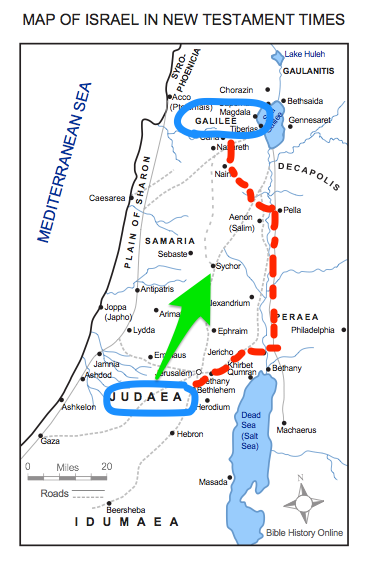 MAP OF ISRAEL IN NEW TESTAMENT TIMES
Lake Huleh
SYRO-
PHOENICIA
GAULANITIS
Chorazin
Acco
Bethsaida
Magdala
GALILEE
Gennesaret
Tiberias
Nazareth
Nain
DECAPOLIS
MEDITERRANEAN SEA
PLAIN OF SHARON
Caesarea
Pella
Aenon
(Salim)
SAMARIA
Sebaste
Sychor
Antipatris
Joppa
(Japho)
Lydda
Ephraim
PERAEA
Philadelphia
Jericho
Jamnia
Ashdod
Khirbet
Qumran
Bethany
Bethany
Bethlehem
JUDAEA
Herodium
Ashkelon
Dead
Sea
(Salt
Sea)
Machaerus
Gaza
Hebron
0 Miles 20
Roads
Masada
Beersheba
IDUMAEA
N
Bible History Online